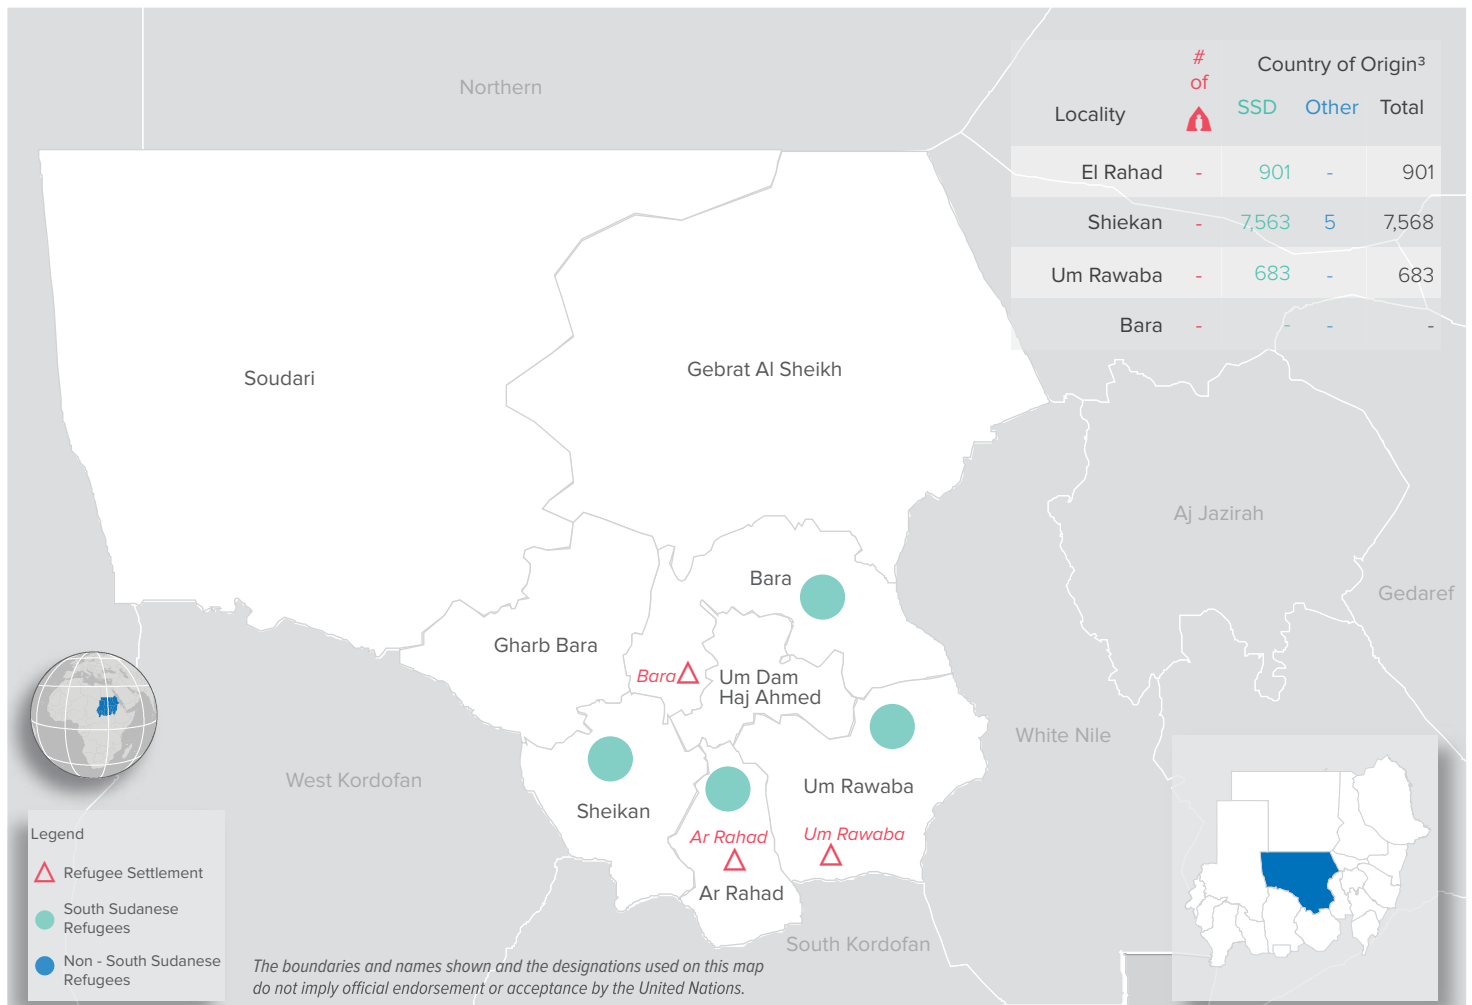 Northern
#
of
Country of Origin³
Locality SSD Other Total
El Rahad - 901 - 901
Shiekan - 7,563 5 7,568
Um Rawaba - 683 - 683
Bara - - - -
Soudari
Gebrat Al Sheikh
Aj Jazirah
Gedaref
Bara
Gharb Bara
Bara
Um Dam
Haj Ahmed
White Nile
West Kordofan
Sheikan
Um Rawaba
Ar Rahad
Um Rawaba
Ar Rahad
South Kordofan
Legend
Refugee Settlement
South Sudanese
Refugees
Non - South Sudanese
Refugees
The boundaries and names shown and the designations used on this map
do not imply official endorsement or acceptance by the United Nations.